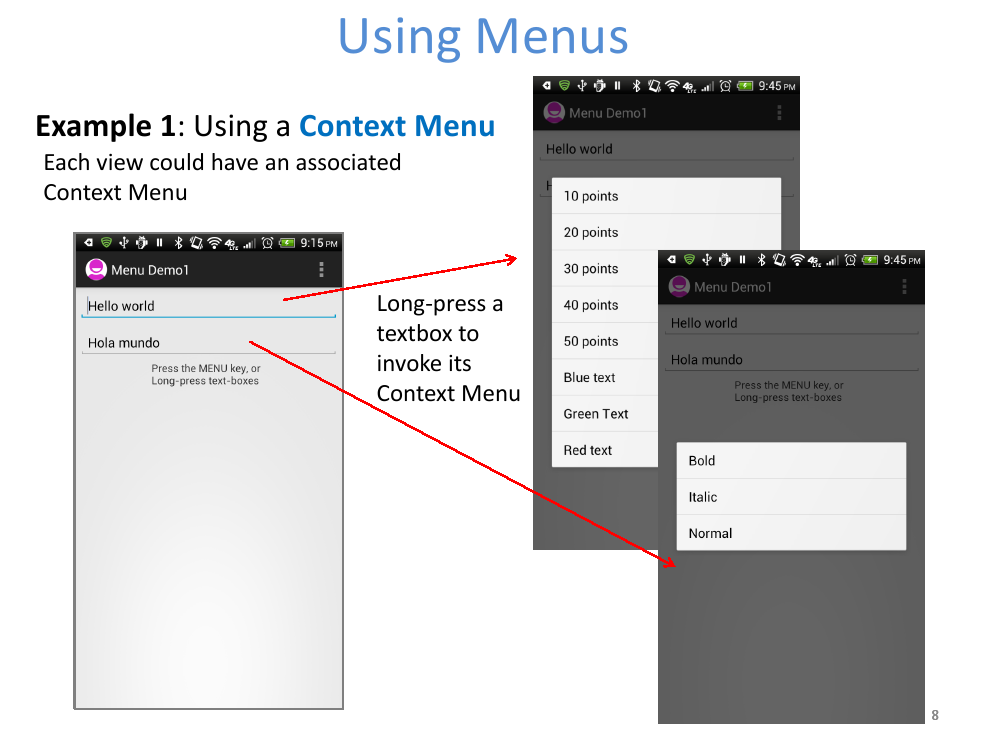 Using Menus
Example 1: Using a Context Menu
Each view could have an associated
Context Menu
9:15 PM
Menu Demo1
Hello world
Hola mundo
Press the MENU key, or
Long-press text-boxes
Long-press a
textbox to
invoke its
Context Menu
4G
LTE
9:45 PM
Menu Demo1
Hello world
H
10 points
20 points
30 points
40 points
50 points
Blue text
Green Text
Red text
9:45 PM
Menu Demo1
Hello world
Hola mundo
Press the MENU key, or
Long-press text-boxes
Bold
Italic
Normal
8